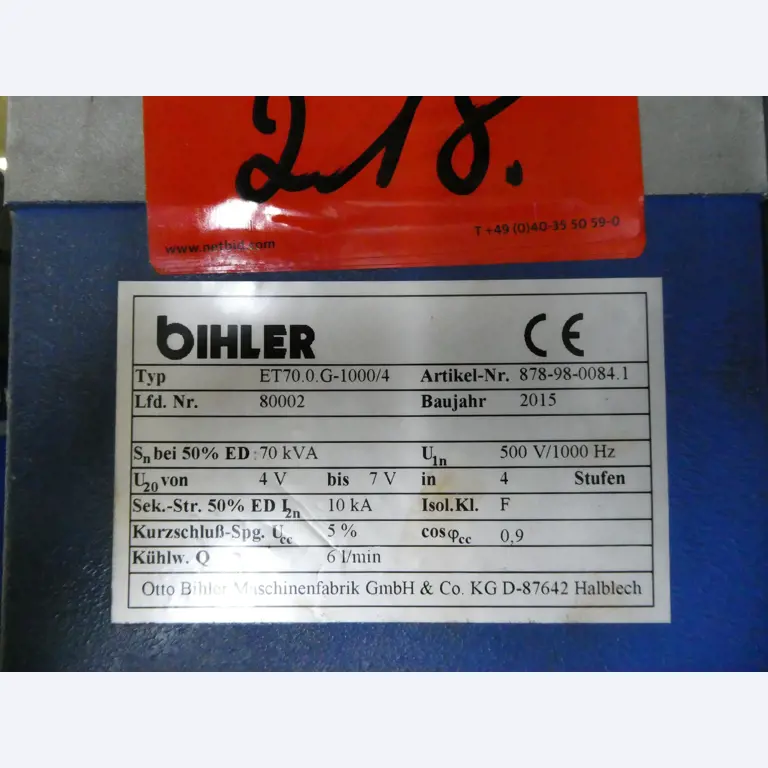 218.
www.netbid.com
T +49 (0)40-35 50 59-0
BIHLER CE
Typ ET70.0.G-1000/4 Artikel-Nr. 878-98-0084.1
Lfd. Nr. 80002 Baujahr 2015
Sn bei 50% ED: 70 kVA U1n 500 V/1000 Hz
U20 von 4 V bis 7 V in 4 Stufen
Sek.-Str. 50% ED I2n 10 kA Isol.Kl. F
Kurzschluß-Spg. Ucc 5 % cosφcc 0,9
Kühlw. Q 6 l/min
Otto Bihler Maschinenfabrik GmbH & Co. KG D-87642 Halblech